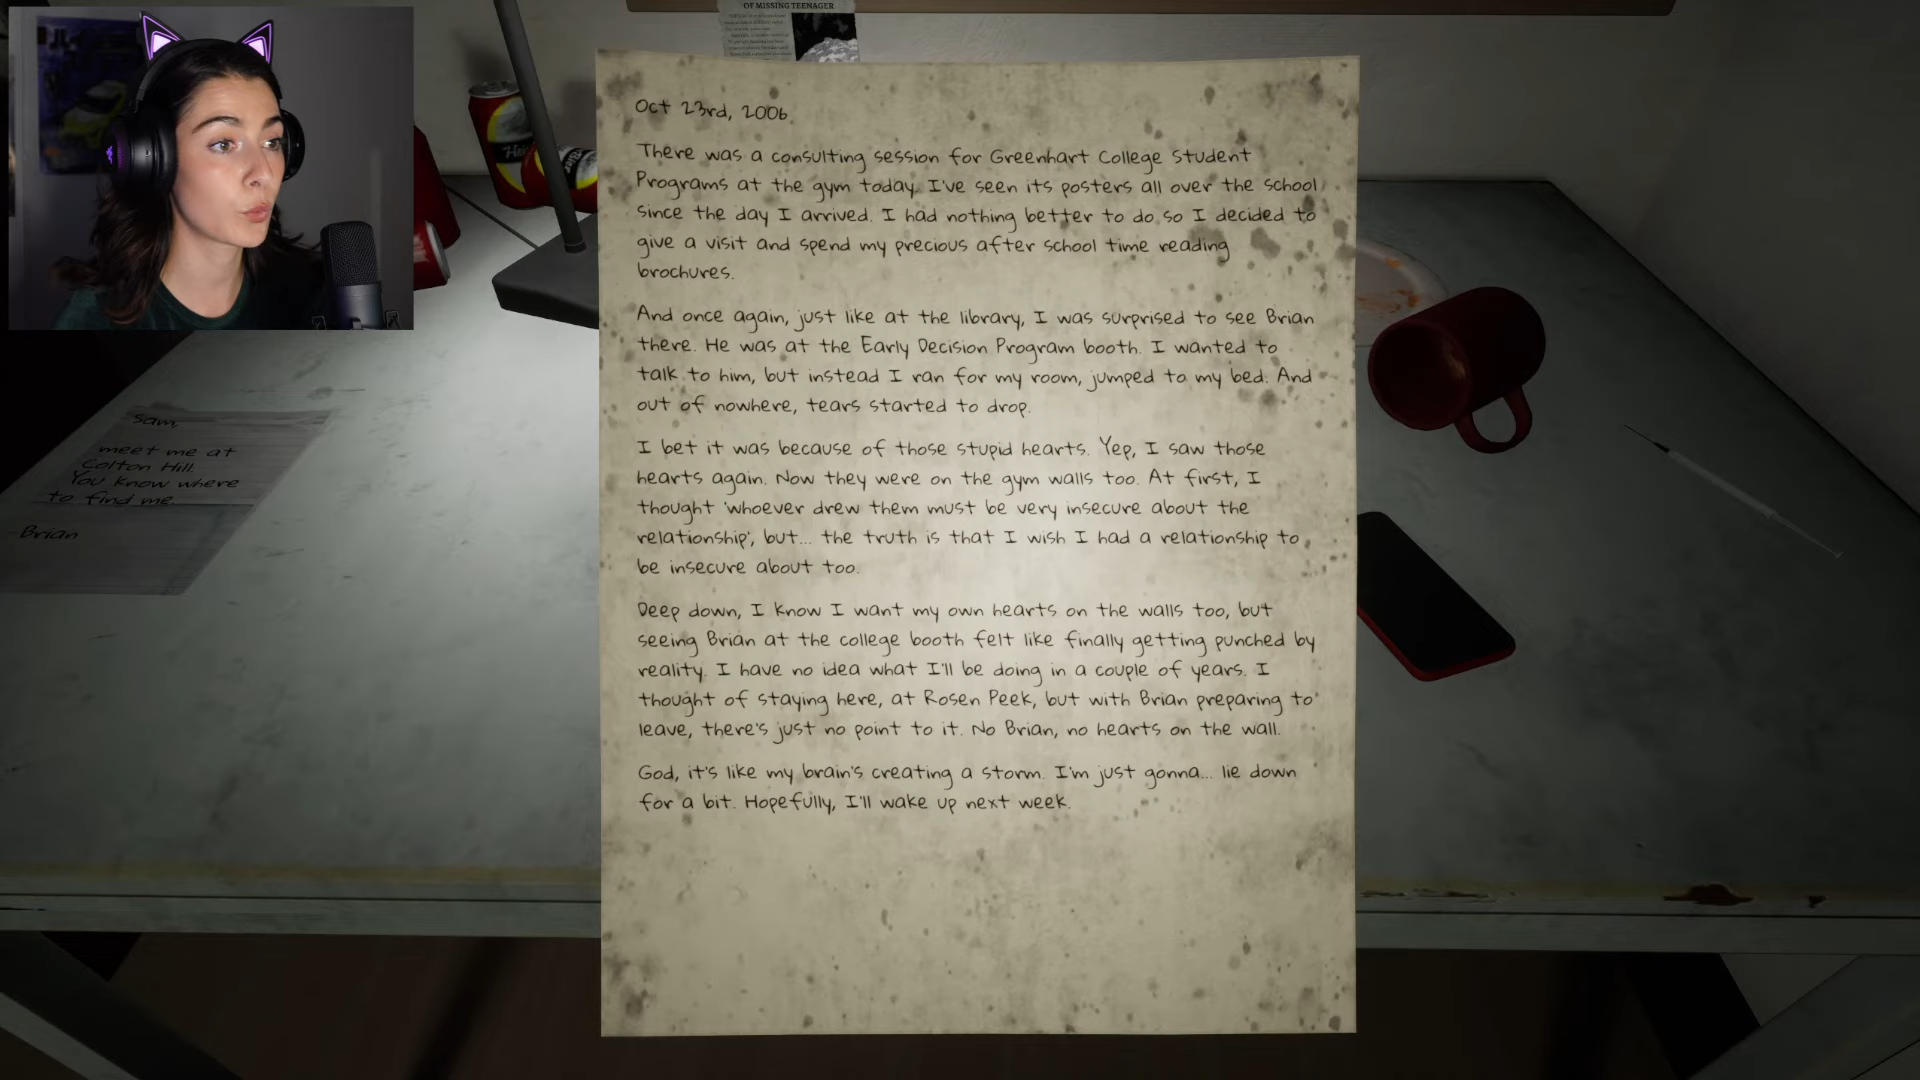 OF MISSING TEENAGER
Oct 23rd, 2006
There was a consulting session for Greenhart College Student
Programs at the gym today. I've seen its posters all over the school
since the day I arrived. I had nothing better to do so I decided to
give a visit and spend my precious after school time reading
brochures.
And once again, just like at the library, I was surprised to see Brian
there. He was at the Early Decision Program booth. I wanted to
talk to him, but instead I ran for my room, jumped to my bed. And
out of nowhere, tears started to drop.
I bet it was because of those stupid hearts. Yep, I saw those
hearts again. Now they were on the gym walls too. At first, I
thought 'whoever drew them must be very insecure about the
relationship', but... the truth is that I wish I had a relationship to
be insecure about too.
Deep down, I know I want my own hearts on the walls too, but
seeing Brian at the college booth felt like finally getting punched by
reality. I have no idea what I'll be doing in a couple of years. I
thought of staying here, at Rosen Peek, but with Brian preparing to
leave, there's just no point to it. No Brian, no hearts on the wall.
God, it's like my brain's creating a storm. I'm just gonna... lie down
for a bit. Hopefully, I'll wake up next week.
Sam,
meet me at
Colton Hill.
You know where
to find me.
-Brian